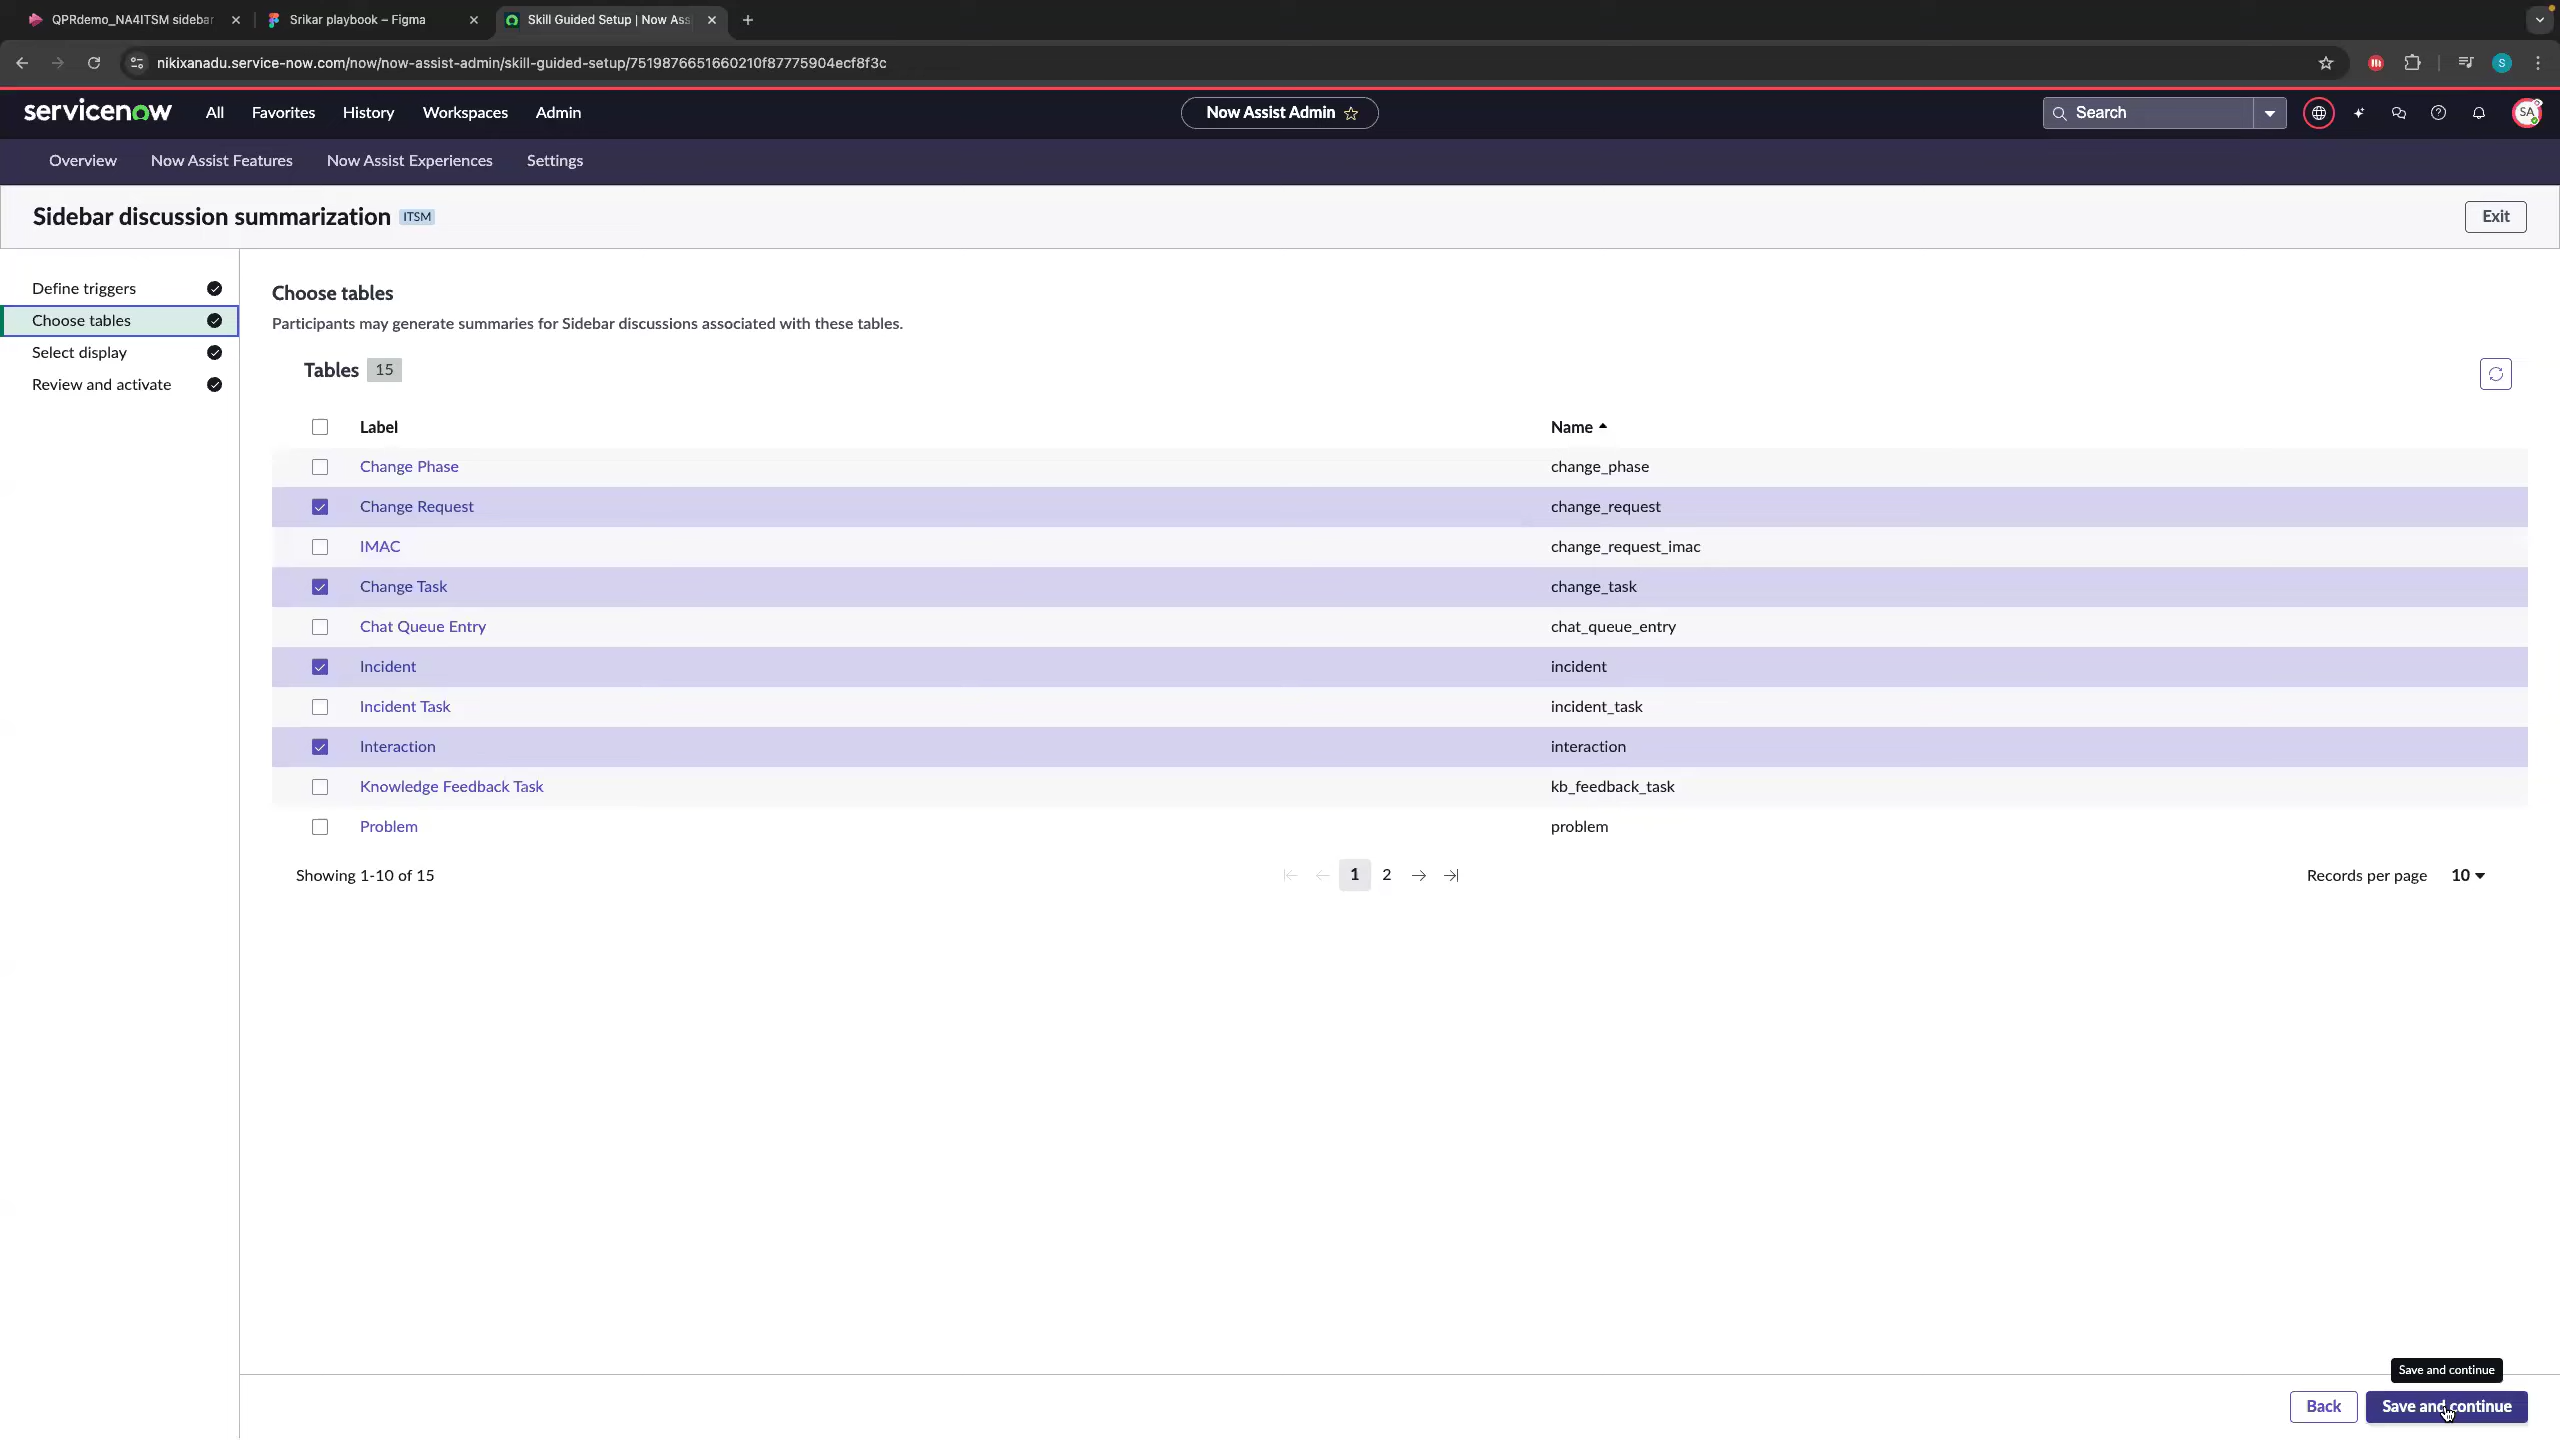 QPRdemo_NA4ITSM sidebar
Srikar playbook – Figma
Skill Guided Setup | Now Ass
nikixanadu.service-now.com/now/now-assist-admin/skill-guided-setup/7519876651660210f87775904ecf8f3c
S
servicenow
All
Favorites
History
Workspaces
Admin
Now Assist Admin
Search
SA
Overview
Now Assist Features
Now Assist Experiences
Settings
Sidebar discussion summarization ITSM
Exit
Define triggers
Choose tables
Select display
Review and activate
Choose tables
Participants may generate summaries for Sidebar discussions associated with these tables.
Tables 15
Label Name
Change Phase change_phase
Change Request change_request
IMAC change_request_imac
Change Task change_task
Chat Queue Entry chat_queue_entry
Incident incident
Incident Task incident_task
Interaction interaction
Knowledge Feedback Task kb_feedback_task
Problem problem
Showing 1-10 of 15
1 2
Records per page 10
Save and continue
Back
Save and continue